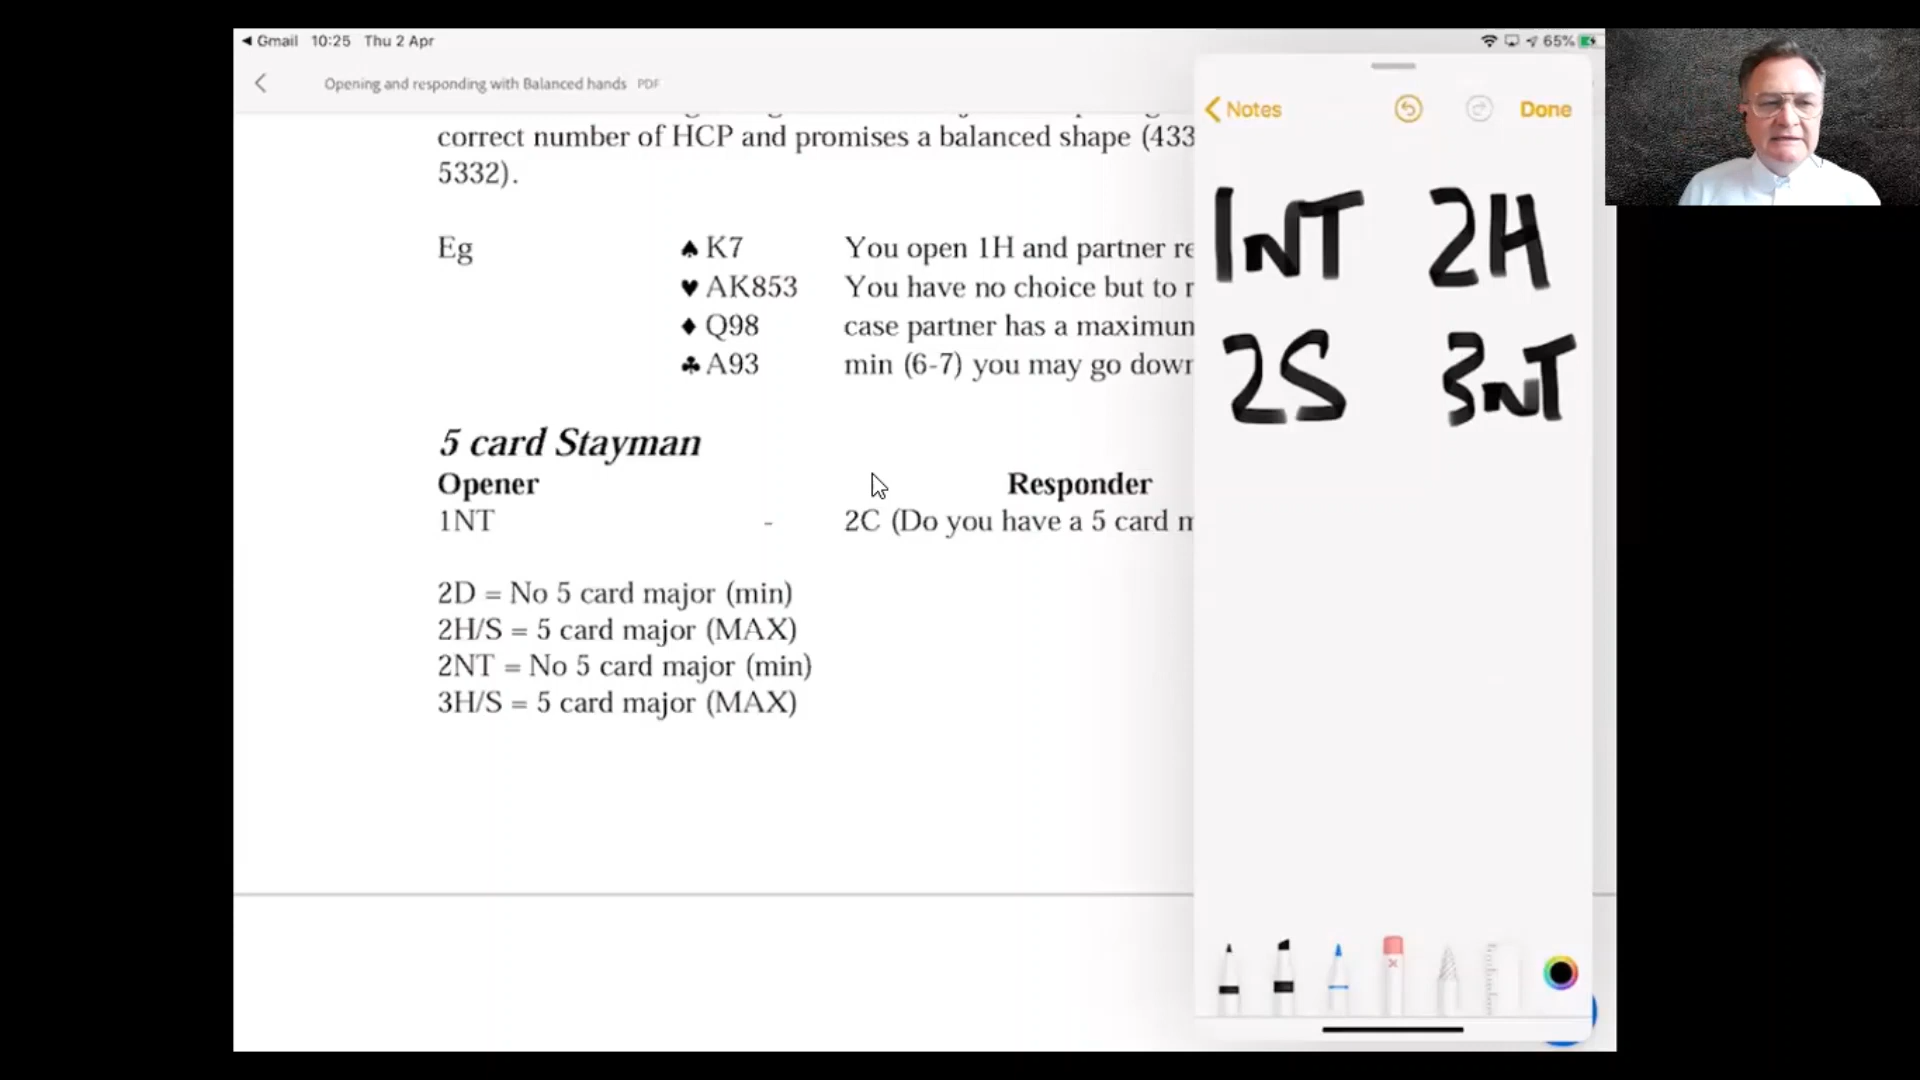 Gmail 10:25 Thu 2 Apr
65%
Opening and responding with Balanced hands PDF
correct number of HCP and promises a balanced shape (433
5332).
Eg ♠ K7 You open 1H and partner re
♥ AK853 You have no choice but to r
♦ Q98 case partner has a maximum
♣ A93 min (6-7) you may go down
5 card Stayman
Opener Responder
1NT - 2C (Do you have a 5 card m
2D = No 5 card major (min)
2H/S = 5 card major (MAX)
2NT = No 5 card major (min)
3H/S = 5 card major (MAX)
Notes Done
1NT 2H
2S 3NT